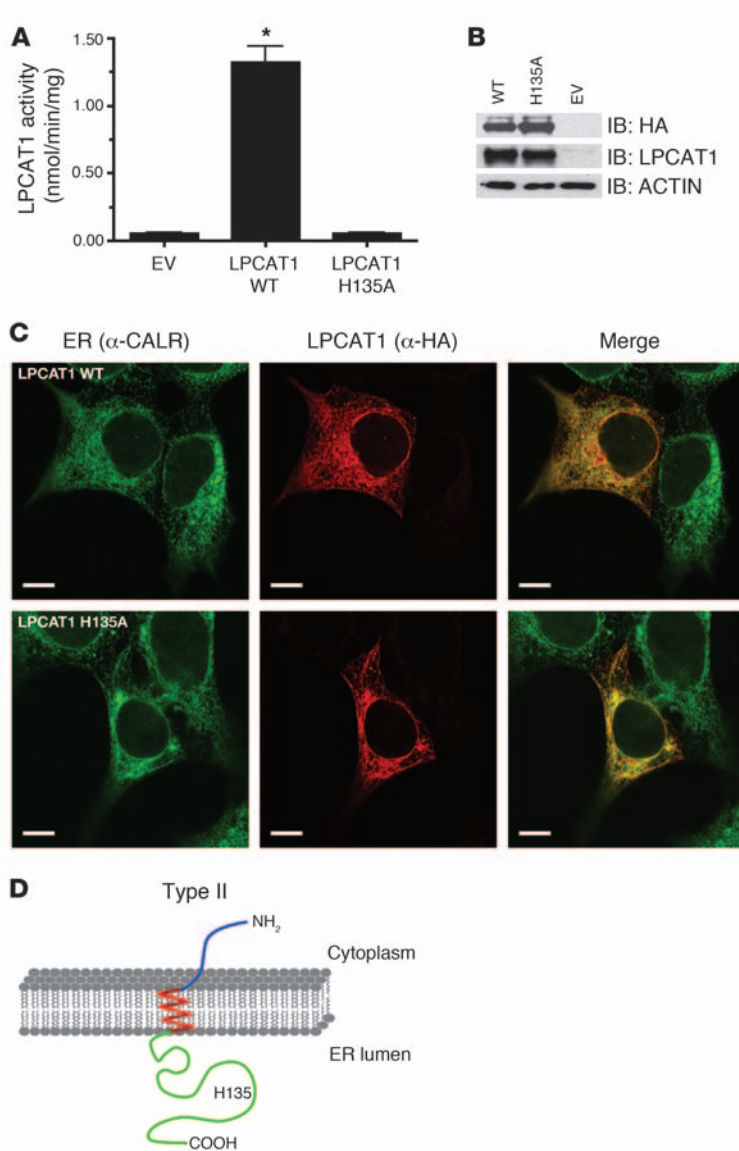 A
LPCAT1 activity
(nmol/min/mg)
1.50
1.00
0.50
0.00
*
EV
LPCAT1
WT
LPCAT1
H135A
B
WT
H135A
EV
IB: HA
IB: LPCAT1
IB: ACTIN
C
ER (α-CALR)
LPCAT1 (α-HA)
Merge
LPCAT1 WT
LPCAT1 H135A
D
Type II
NH₂
Cytoplasm
ER lumen
H135
COOH